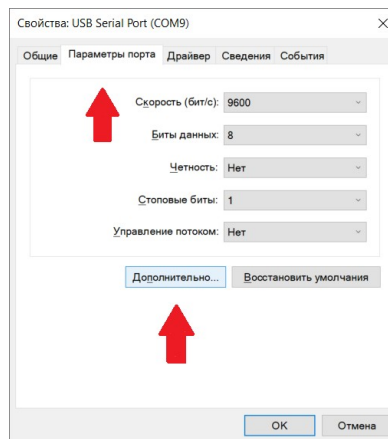 Свойства: USB Serial Port (COM9)
Общие Параметры порта Драйвер Сведения События
Скорость (бит/с): 9600
Биты данных: 8
Четность: Нет
Стоповые биты: 1
Управление потоком: Нет
Дополнительно... Восстановить умолчания
OK Отмена